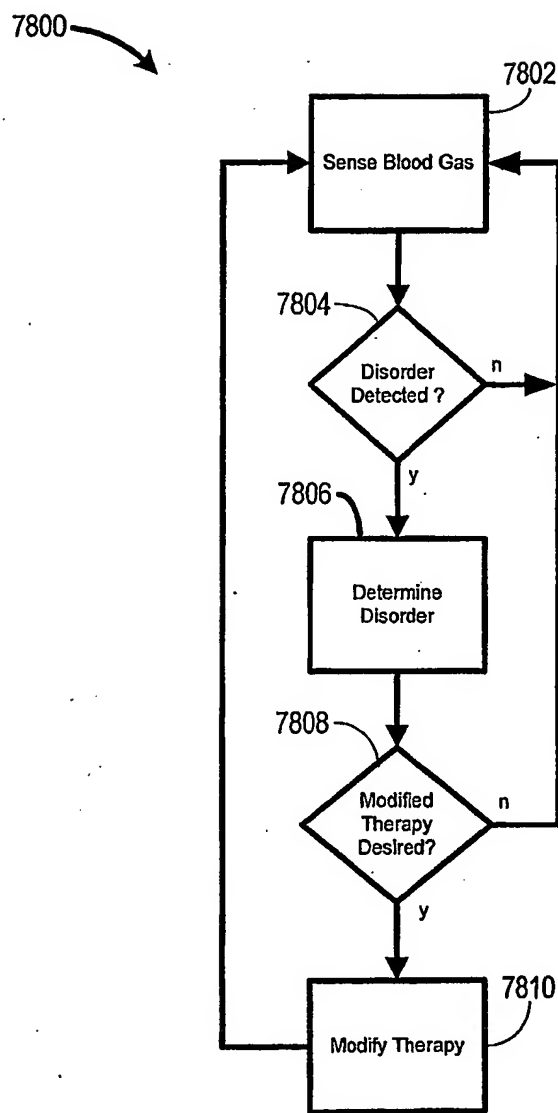 7800
7802
Sense Blood Gas
7804
Disorder
Detected ?
n
y
7806
Determine
Disorder
7808
Modified
Therapy
Desired?
n
y
7810
Modify Therapy